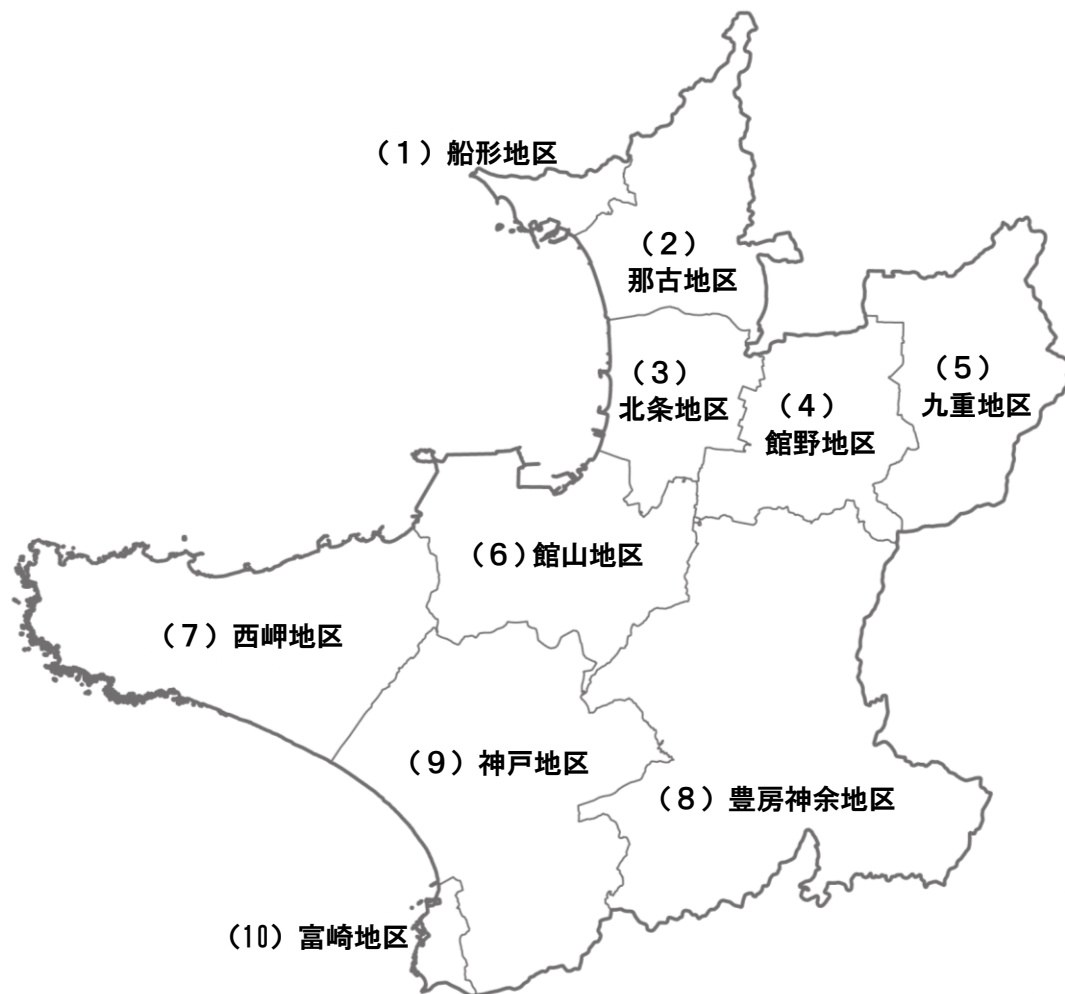 （１）船形地区
（２）
那古地区
（３）
北条地区
（４）
館野地区
（５）
九重地区
（６）館山地区
（７）西岬地区
（８）豊房神余地区
（９）神戸地区
（10）富崎地区